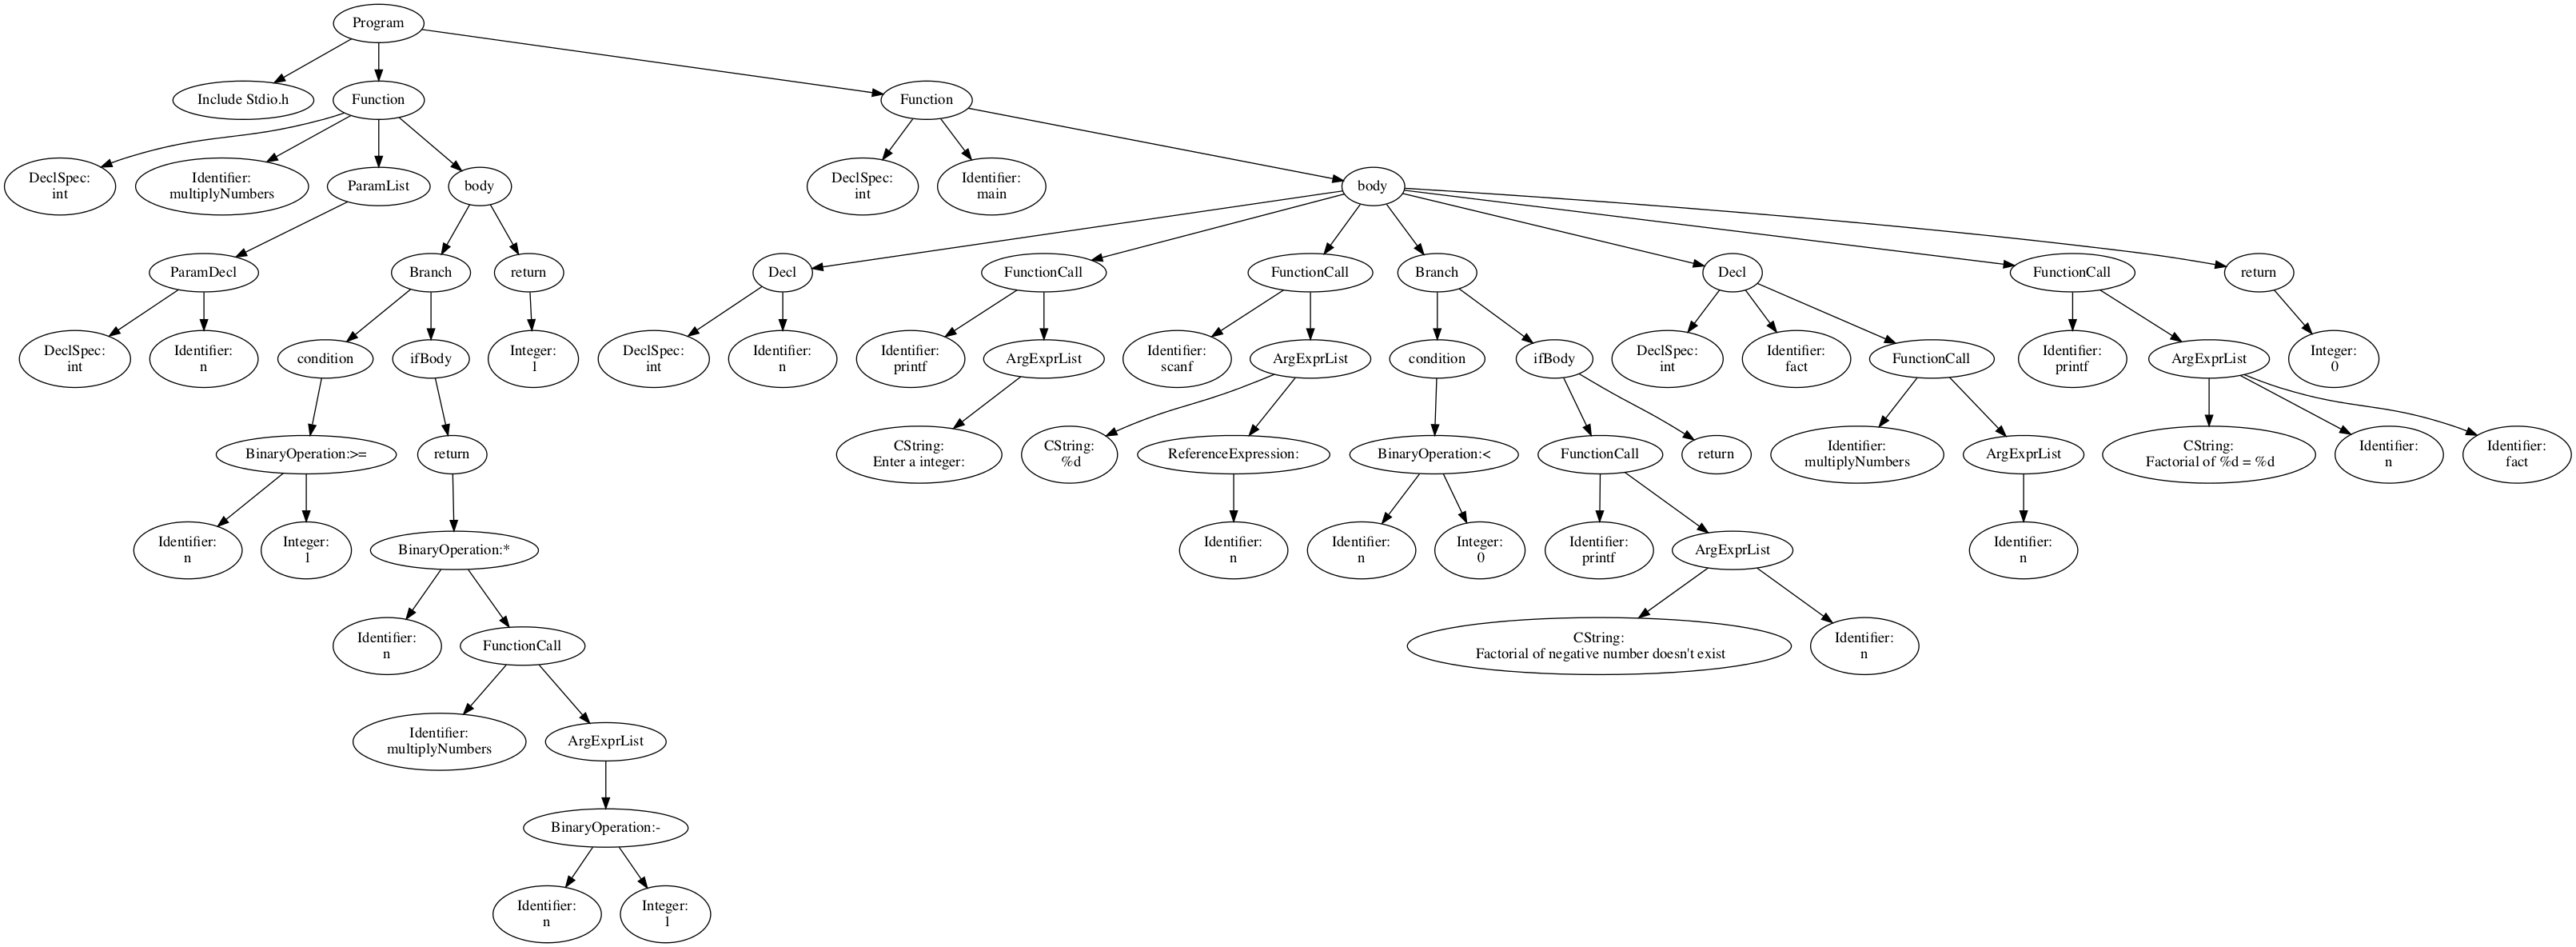 Program
Include Stdio.h
Function
Function
DeclSpec:
int
Identifier:
multiplyNumbers
ParamList
body
DeclSpec:
int
Identifier:
main
body
ParamDecl
Branch
return
Decl
FunctionCall
FunctionCall
Branch
Decl
FunctionCall
return
DeclSpec:
int
Identifier:
n
condition
ifBody
Integer:
1
DeclSpec:
int
Identifier:
n
Identifier:
printf
ArgExprList
Identifier:
scanf
ArgExprList
condition
ifBody
DeclSpec:
int
Identifier:
fact
FunctionCall
Identifier:
printf
ArgExprList
Integer:
0
BinaryOperation:>=
return
CString:
Enter a integer:
CString:
%d
ReferenceExpression:
BinaryOperation:<
FunctionCall
return
Identifier:
multiplyNumbers
ArgExprList
CString:
Factorial of %d = %d
Identifier:
n
Identifier:
fact
Identifier:
n
Integer:
1
BinaryOperation:*
Identifier:
n
Identifier:
n
Integer:
0
Identifier:
printf
ArgExprList
Identifier:
n
Identifier:
n
FunctionCall
CString:
Factorial of negative number doesn't exist
Identifier:
n
Identifier:
multiplyNumbers
ArgExprList
BinaryOperation:-
Identifier:
n
Integer:
1